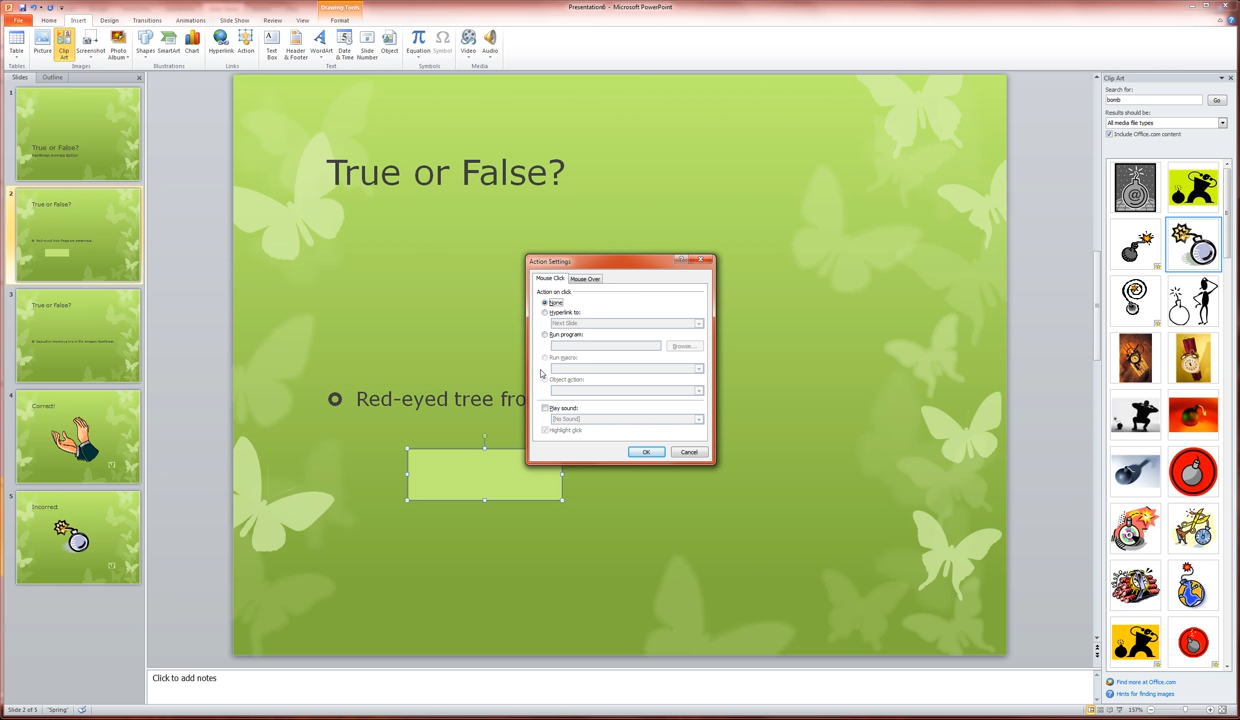 Presentation6 - Microsoft PowerPoint
Drawing Tools
File Home Insert Design Transitions Animations Slide Show Review View Format
Table Picture Clip Art Screenshot Photo Album Shapes SmartArt Chart Hyperlink Action Text Box Header & Footer WordArt Date & Time Slide Number Object Equation Symbol Video Audio
Tables Images Illustrations Links Text Symbols Media
Slides Outline
1
True or False?
2
True or False?
3
True or False?
4
Correct!
5
Incorrect
True or False?
Red-eyed tree fro
Action Settings
Mouse Click Mouse Over
Action on click
None
Hyperlink to:
Next Slide
Run program:
Browse...
Run macro:
Object action:
Play sound:
[No Sound]
Highlight click
OK Cancel
Clip Art
Search for:
bomb
Go
Results should be:
All media file types
Include Office.com content
@
Find more at Office.com
Hints for finding images
Click to add notes
Slide 2 of 5 "Spring" 157%